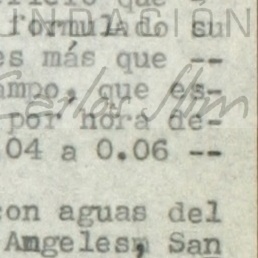 formulado su
es más que --
ampo, que es-
por hora de-
.04 a 0.06 --
con aguas del
Angeles, San